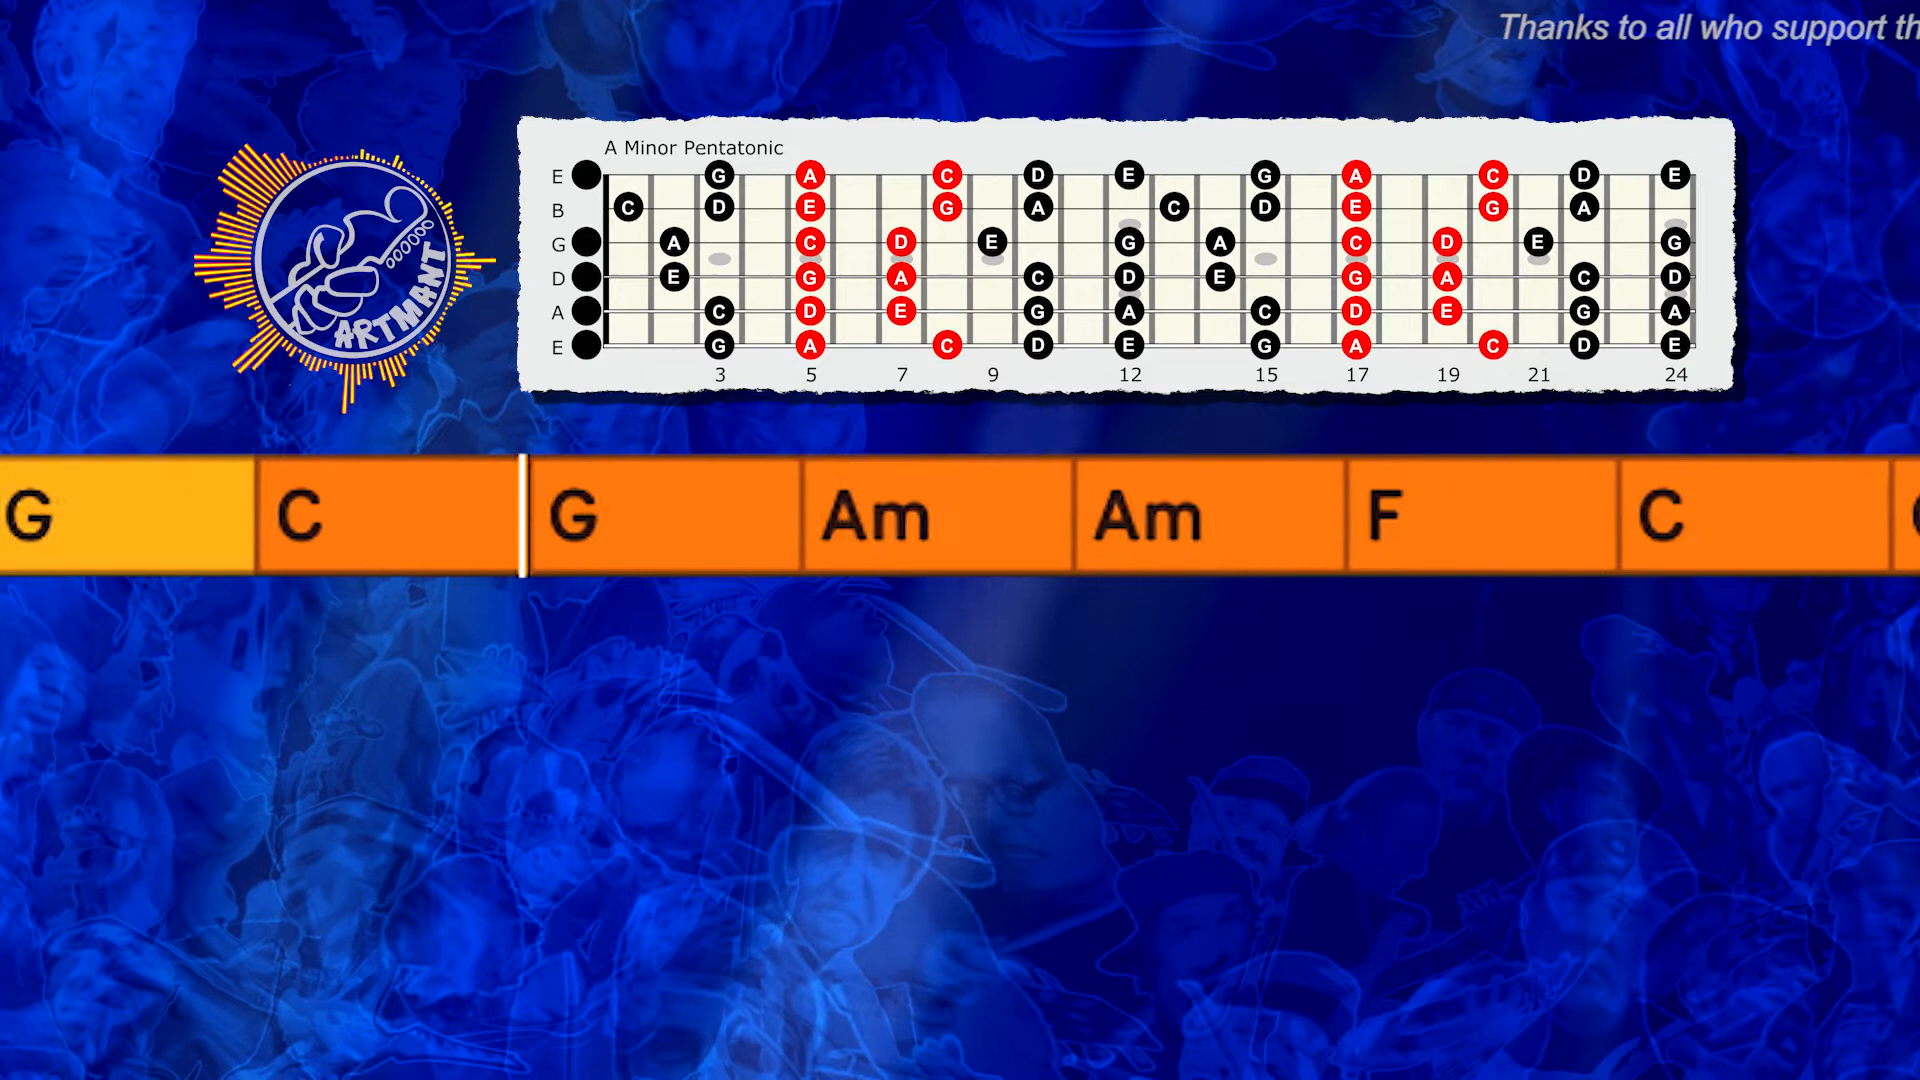 Thanks to all who support th
A Minor Pentatonic
E G A C D E G A C D E
B C D E G A C D E G A
G A C D E G A C D E G
D E G A C D E G A C D
A C D E G A C D E G A
E G A C D E G A C D E
3 5 7 9 12 15 17 19 21 24
ARTMANT
G C G Am Am F C